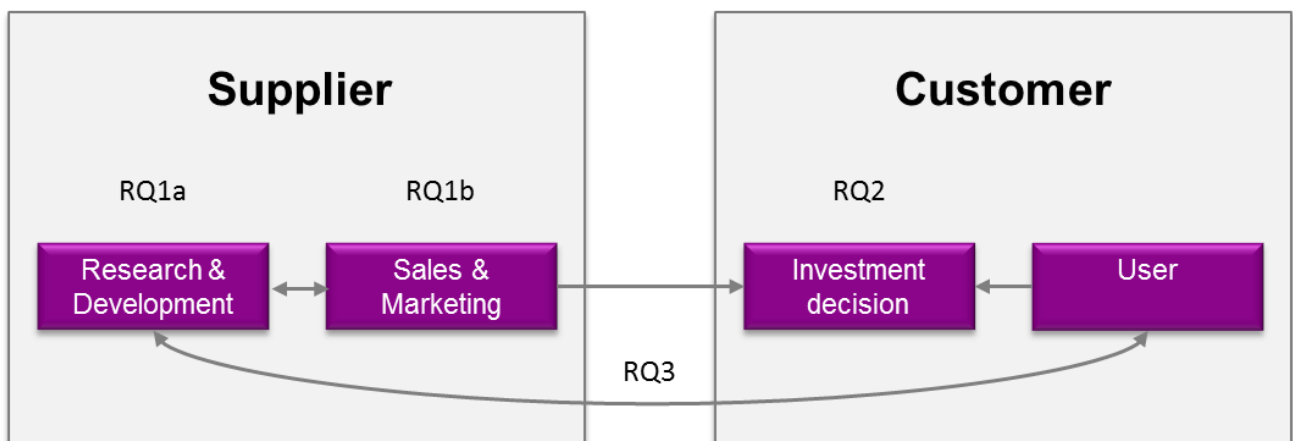 Supplier
Customer
RQ1a
RQ1b
RQ2
Research &
Development
Sales &
Marketing
Investment
decision
User
RQ3